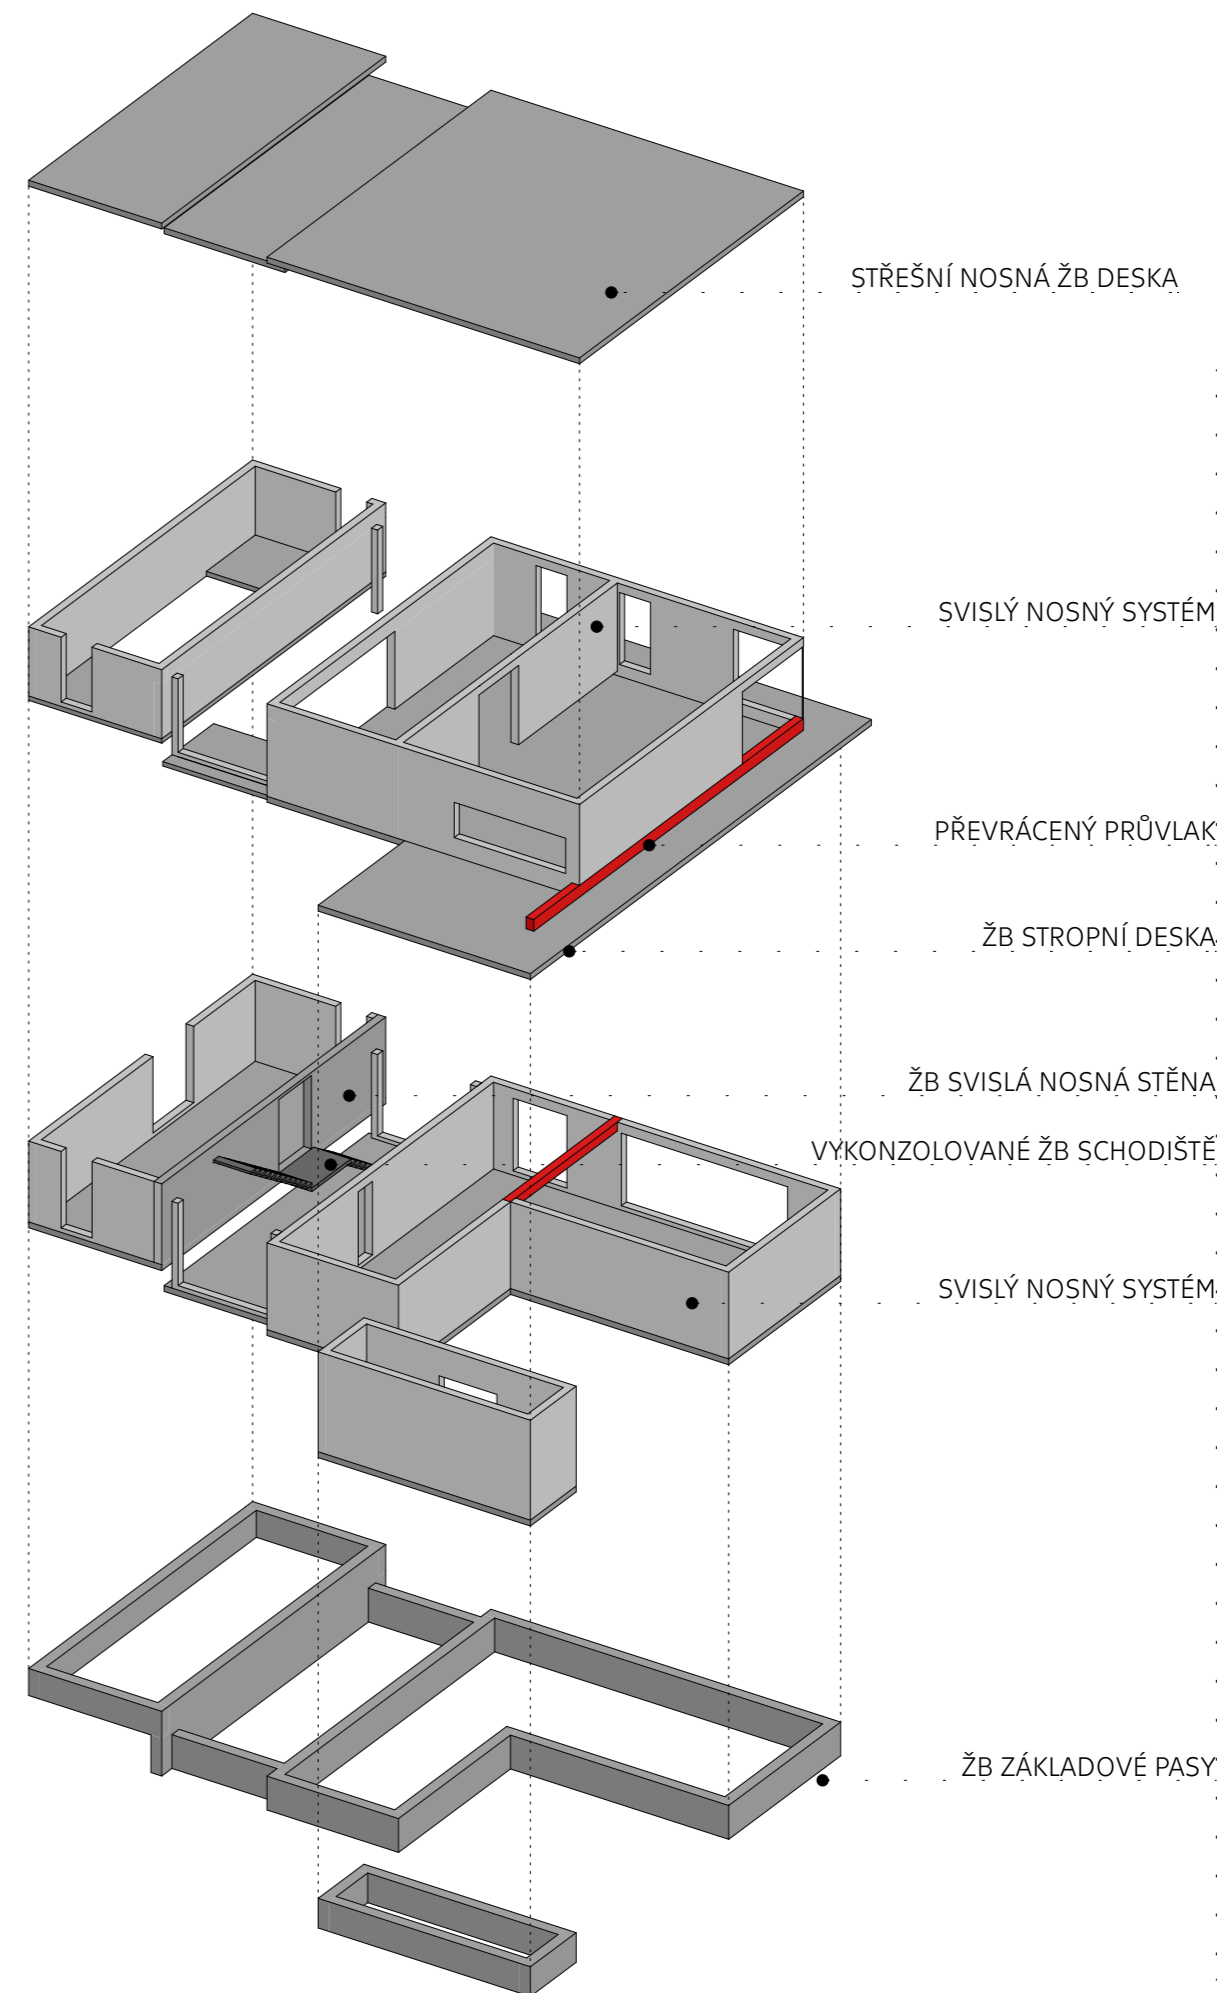 STŘEŠNÍ NOSNÁ ŽB DESKA
SVISLÝ NOSNÝ SYSTÉM
PŘEVRÁCENÝ PRŮVLAK
ŽB STROPNÍ DESKA
ŽB SVISLÁ NOSNÁ STĚNA
VYKONZOLOVANÉ ŽB SCHODIŠTĚ
SVISLÝ NOSNÝ SYSTÉM
ŽB ZÁKLADOVÉ PASY